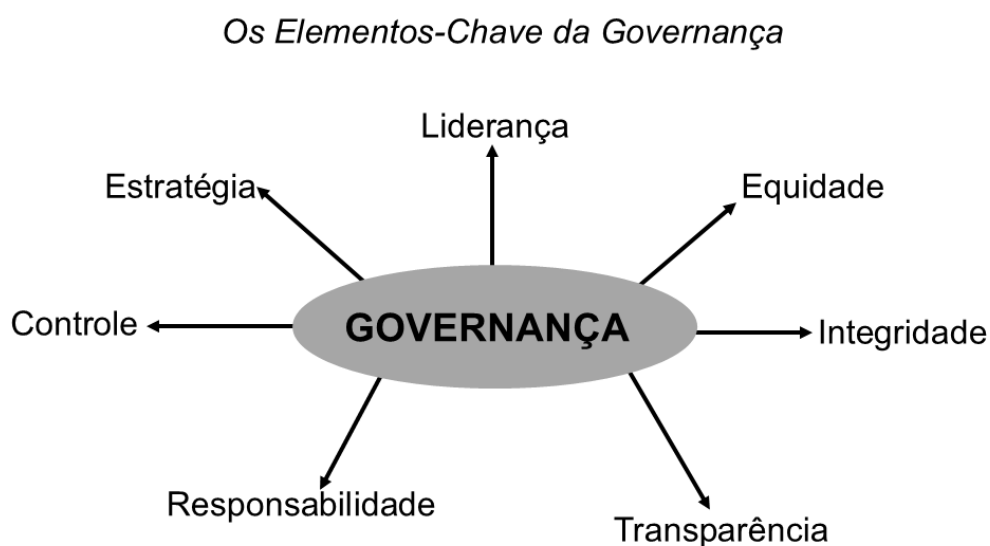 Os Elementos-Chave da Governança
Liderança
Estratégia
Equidade
Controle
GOVERNANÇA
Integridade
Responsabilidade
Transparência